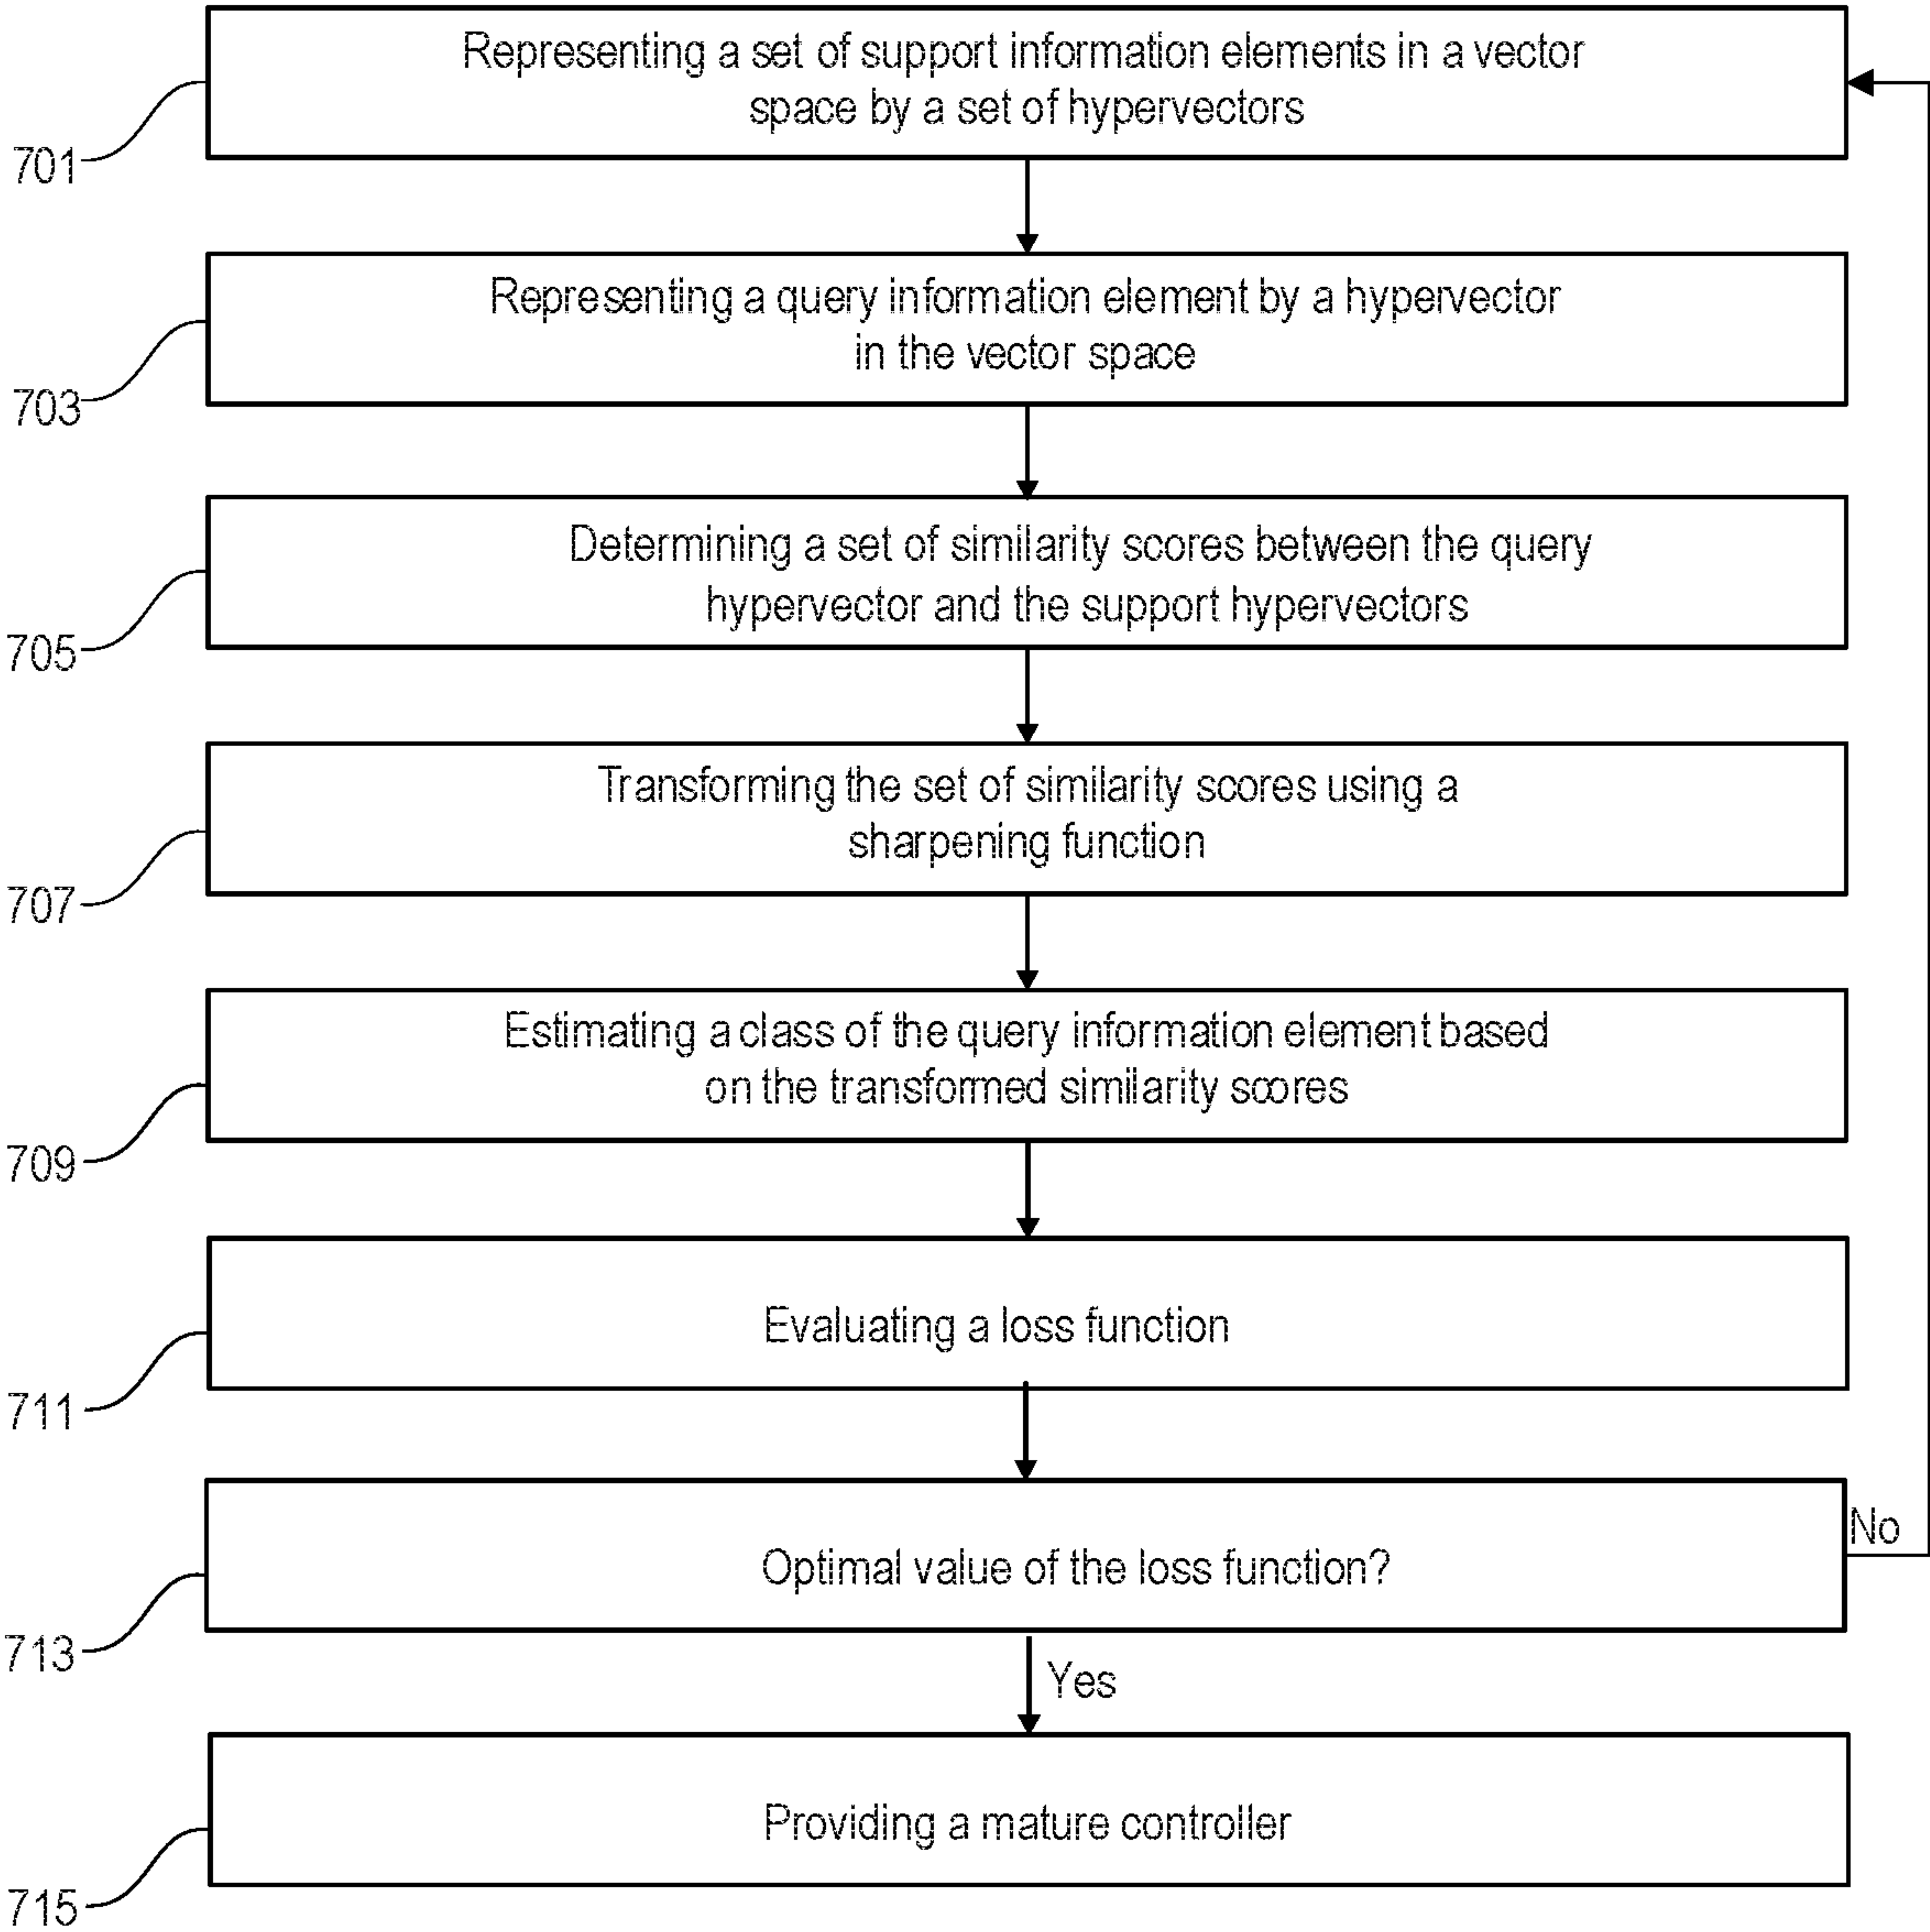 Representing a set of support information elements in a vector
space by a set of hypervectors
701
Representing a query information element by a hypervector
in the vector space
703
Determining a set of similarity scores between the query
hypervector and the support hypervectors
705
Transforming the set of similarity scores using a
sharpening function
707
Estimating a class of the query information element based
on the transformed similarity scores
709
Evaluating a loss function
711
No
Optimal value of the loss function?
713
Yes
Providing a mature controller
715